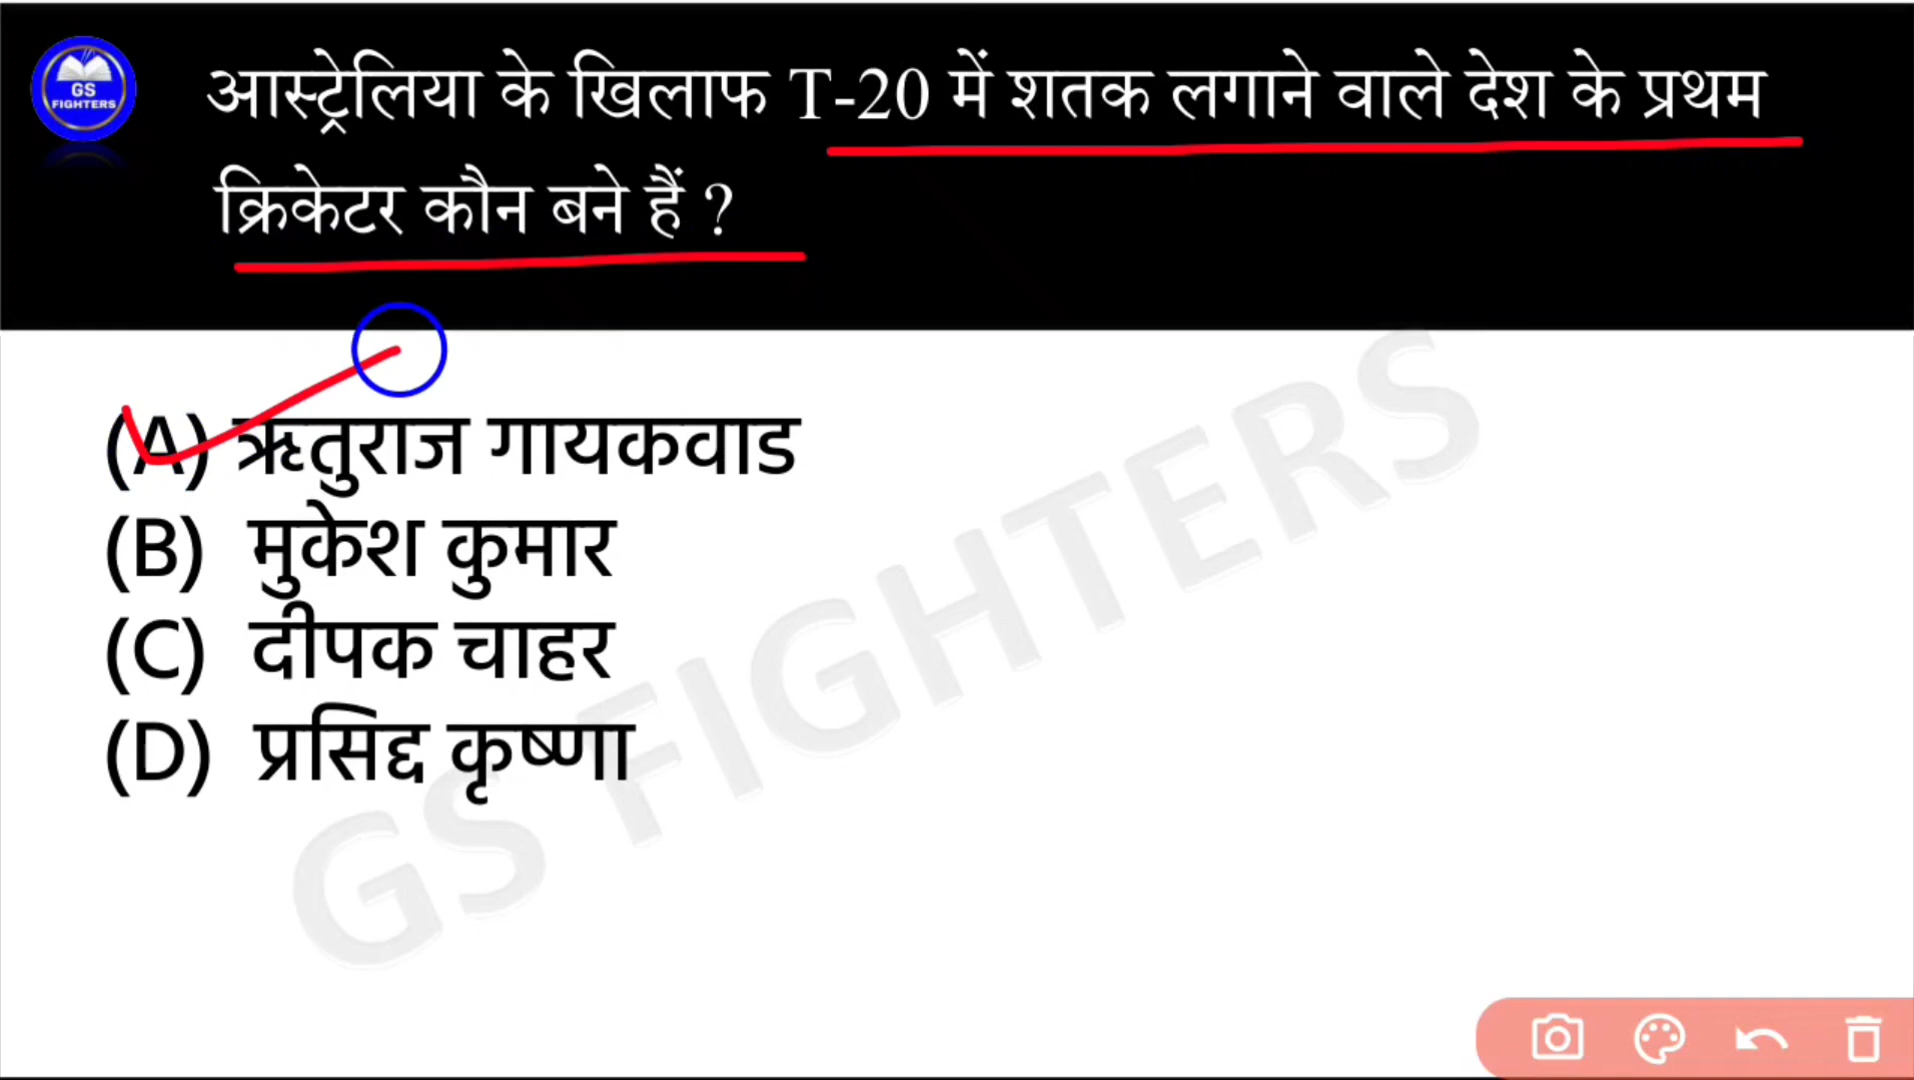 GS
FIGHTERS
आस्ट्रेलिया के खिलाफ T-20 में शतक लगाने वाले देश के प्रथम
क्रिकेटर कौन बने हैं ?
(A) ऋतुराज गायकवाड
(B) मुकेश कुमार
(C) दीपक चाहर
(D) प्रसिद्द कृष्णा
GS FIGHTERS